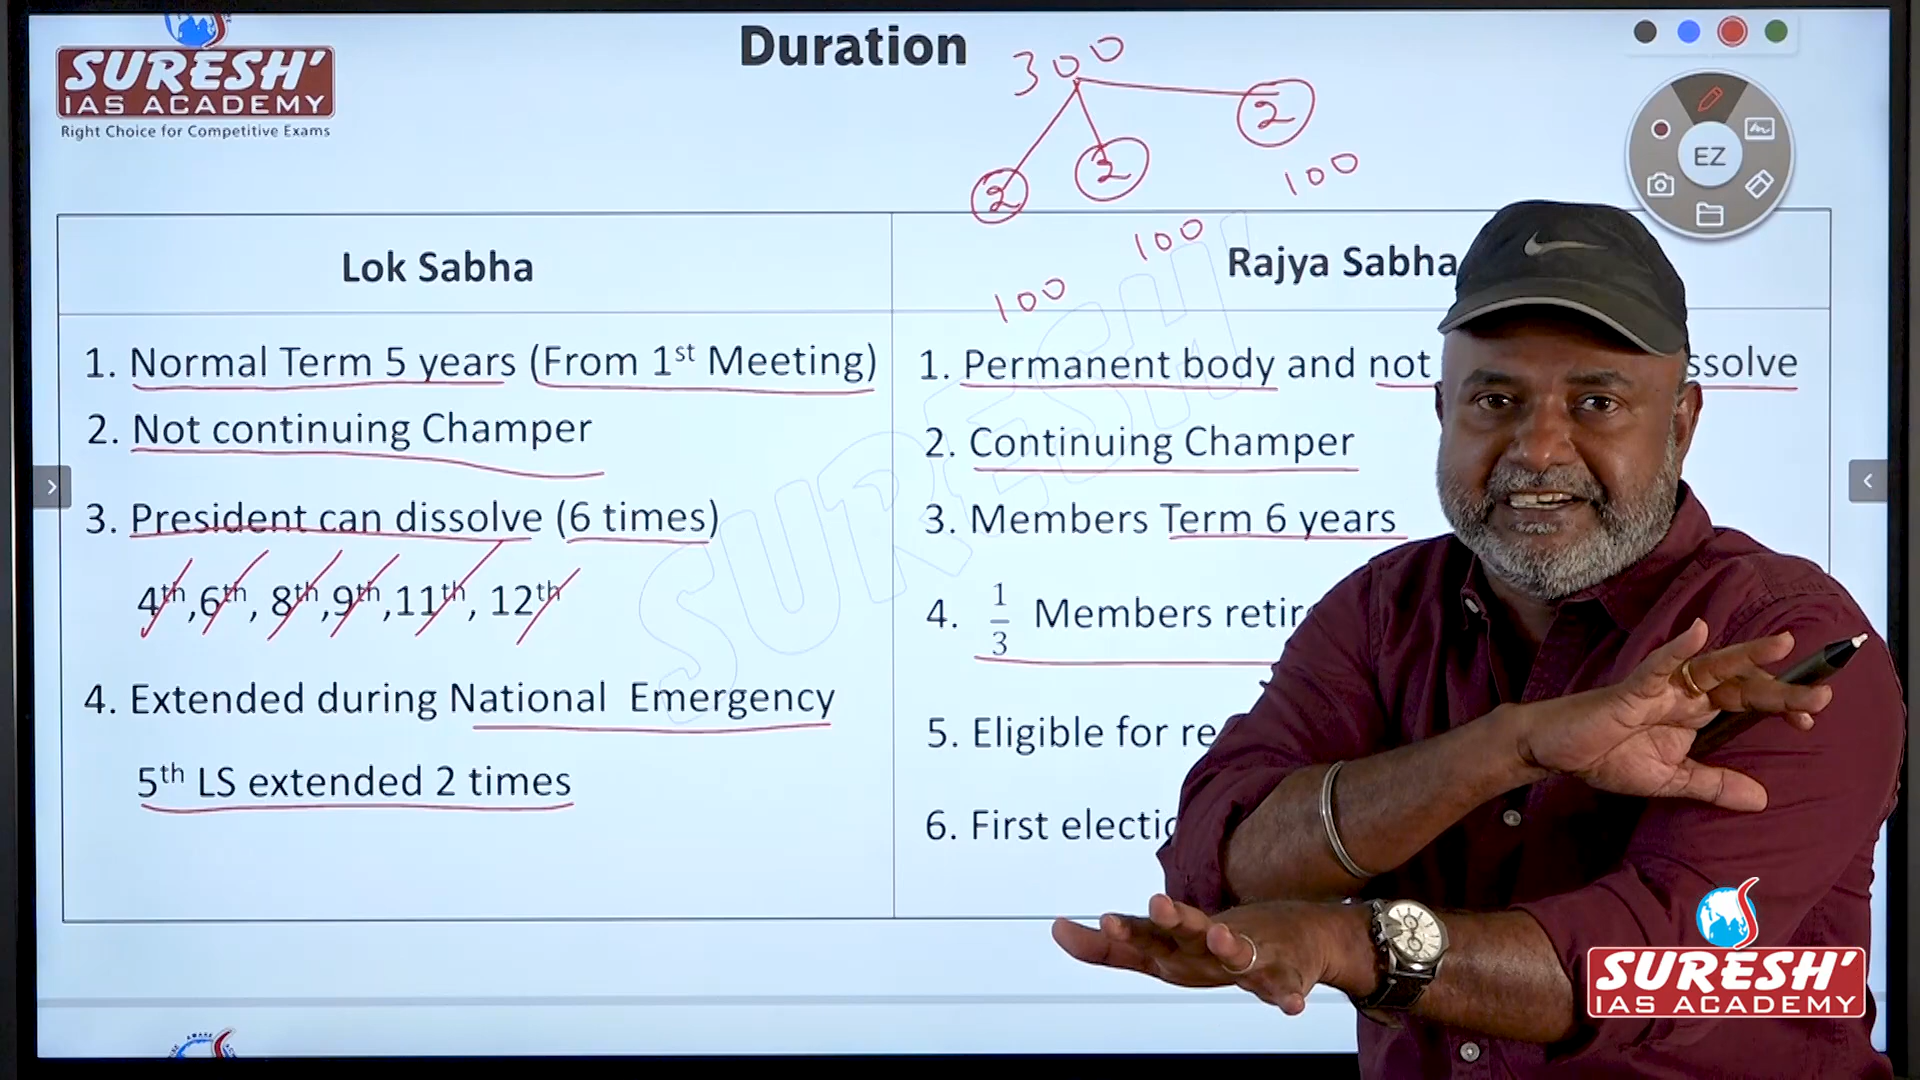 SURESH'
IAS ACADEMY
Right Choice for Competitive Exams
Duration
300
2
2
2
100
100
100
EZ
Lok Sabha
Rajya Sabha
1. Normal Term 5 years (From 1st Meeting)
2. Not continuing Champer
3. President can dissolve (6 times)
4th,6th, 8th,9th,11th, 12th
4. Extended during National Emergency
5th LS extended 2 times
1. Permanent body and not ssolve
2. Continuing Champer
3. Members Term 6 years
4. 1/3 Members retir
5. Eligible for re
6. First electio
SURESH
SURESH'
IAS ACADEMY